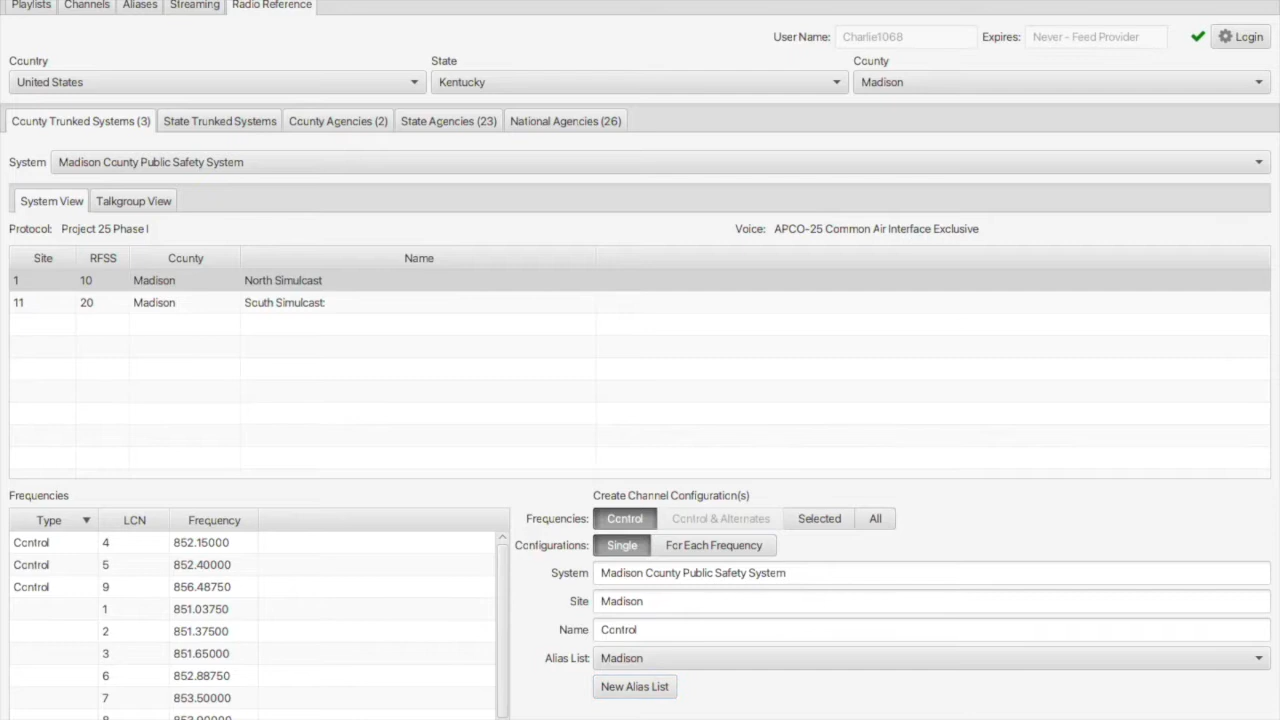 Playlists Channels Aliases Streaming Radio Reference
User Name: Charlie1068 Expires: Never - Feed Provider Login
Country State County
United States Kentucky Madison
County Trunked Systems (3) State Trunked Systems County Agencies (2) State Agencies (23) National Agencies (26)
System Madison County Public Safety System
System View Talkgroup View
Protocol: Project 25 Phase I Voice: APCO-25 Common Air Interface Exclusive
Site RFSS County Name
1 10 Madison North Simulcast
11 20 Madison South Simulcast
Frequencies Create Channel Configuration(s)
Type LCN Frequency Frequencies: Control Control & Alternates Selected All
Control 4 852.15000 Configurations: Single For Each Frequency
Control 5 852.40000 System Madison County Public Safety System
Control 9 856.48750 Site Madison
1 851.03750
2 851.37500 Name Control
3 851.65000 Alias List: Madison
6 852.88750 New Alias List
7 853.50000
8 853.90000